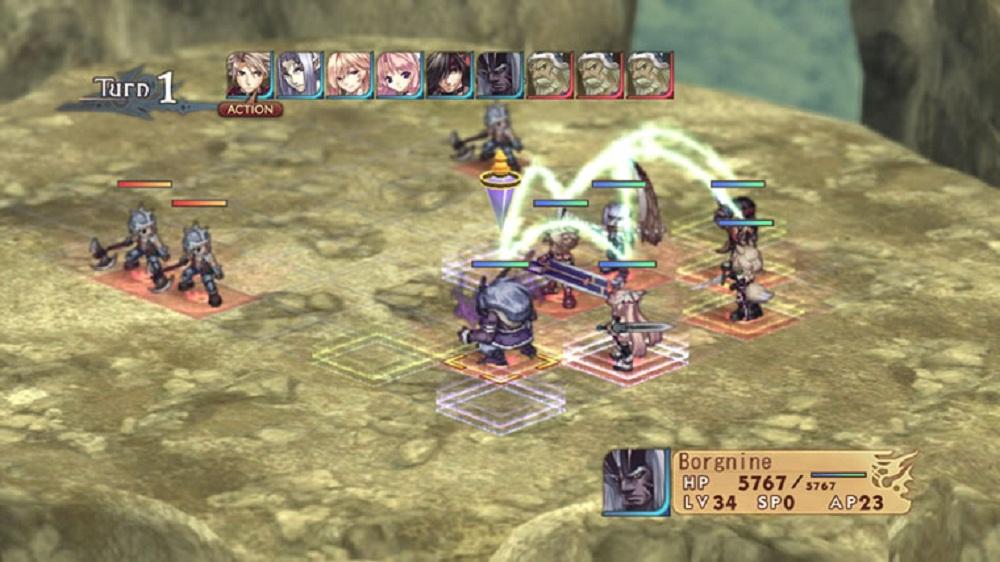 Turn 1
ACTION
Borgnine
HP 5767/5767
LV34 SP0 AP23